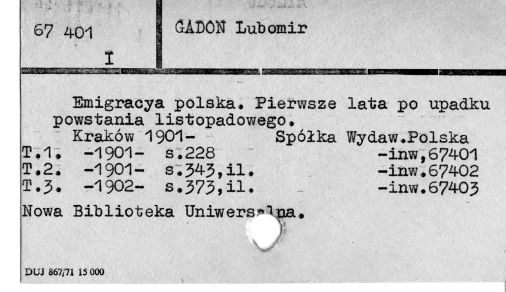 67 401
GADON Lubomir
I
Emigracya polska. Pierwsze lata po upadku
powstania listopadowego.
Kraków 1901- Spółka Wydaw.Polska
T.1. -1901- s.228 -inw,67401
T.2. -1901- s.343,il. -inw.67402
T.3. -1902- s.373,il. -inw.67403
Nowa Biblioteka Uniwersalna.
DUJ 867/71 15 000